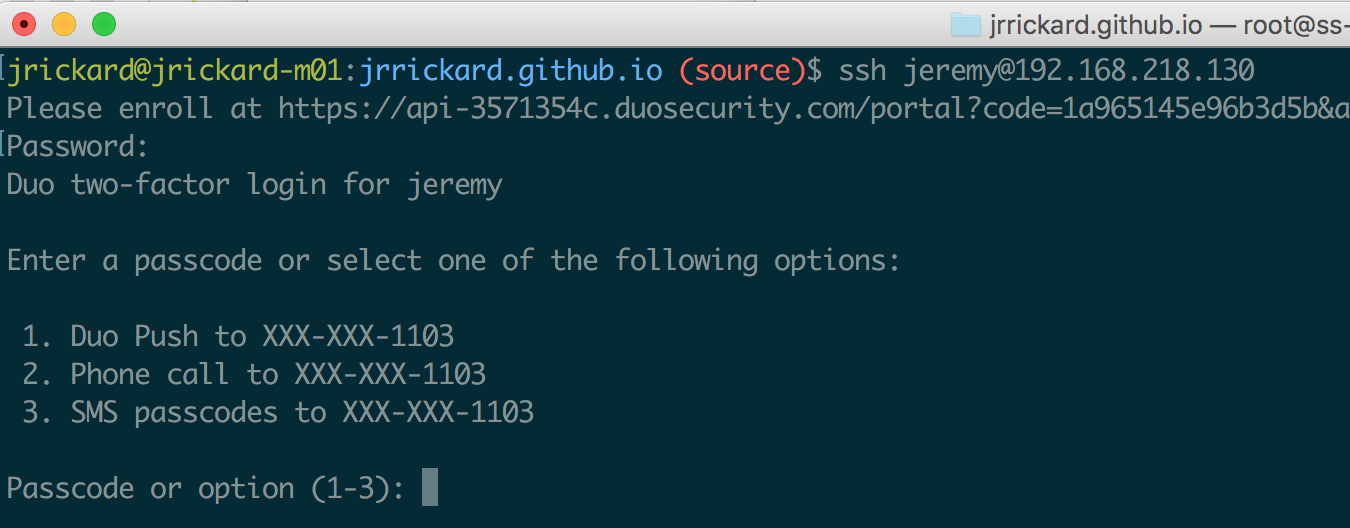 jrrickard.github.io — root@ss-
jrickard@jrickard-m01:jrrickard.github.io (source)$ ssh jeremy@192.168.218.130
Please enroll at https://api-3571354c.duosecurity.com/portal?code=1a965145e96b3d5b&a
Password:
Duo two-factor login for jeremy
Enter a passcode or select one of the following options:
1. Duo Push to XXX-XXX-1103
2. Phone call to XXX-XXX-1103
3. SMS passcodes to XXX-XXX-1103
Passcode or option (1-3):